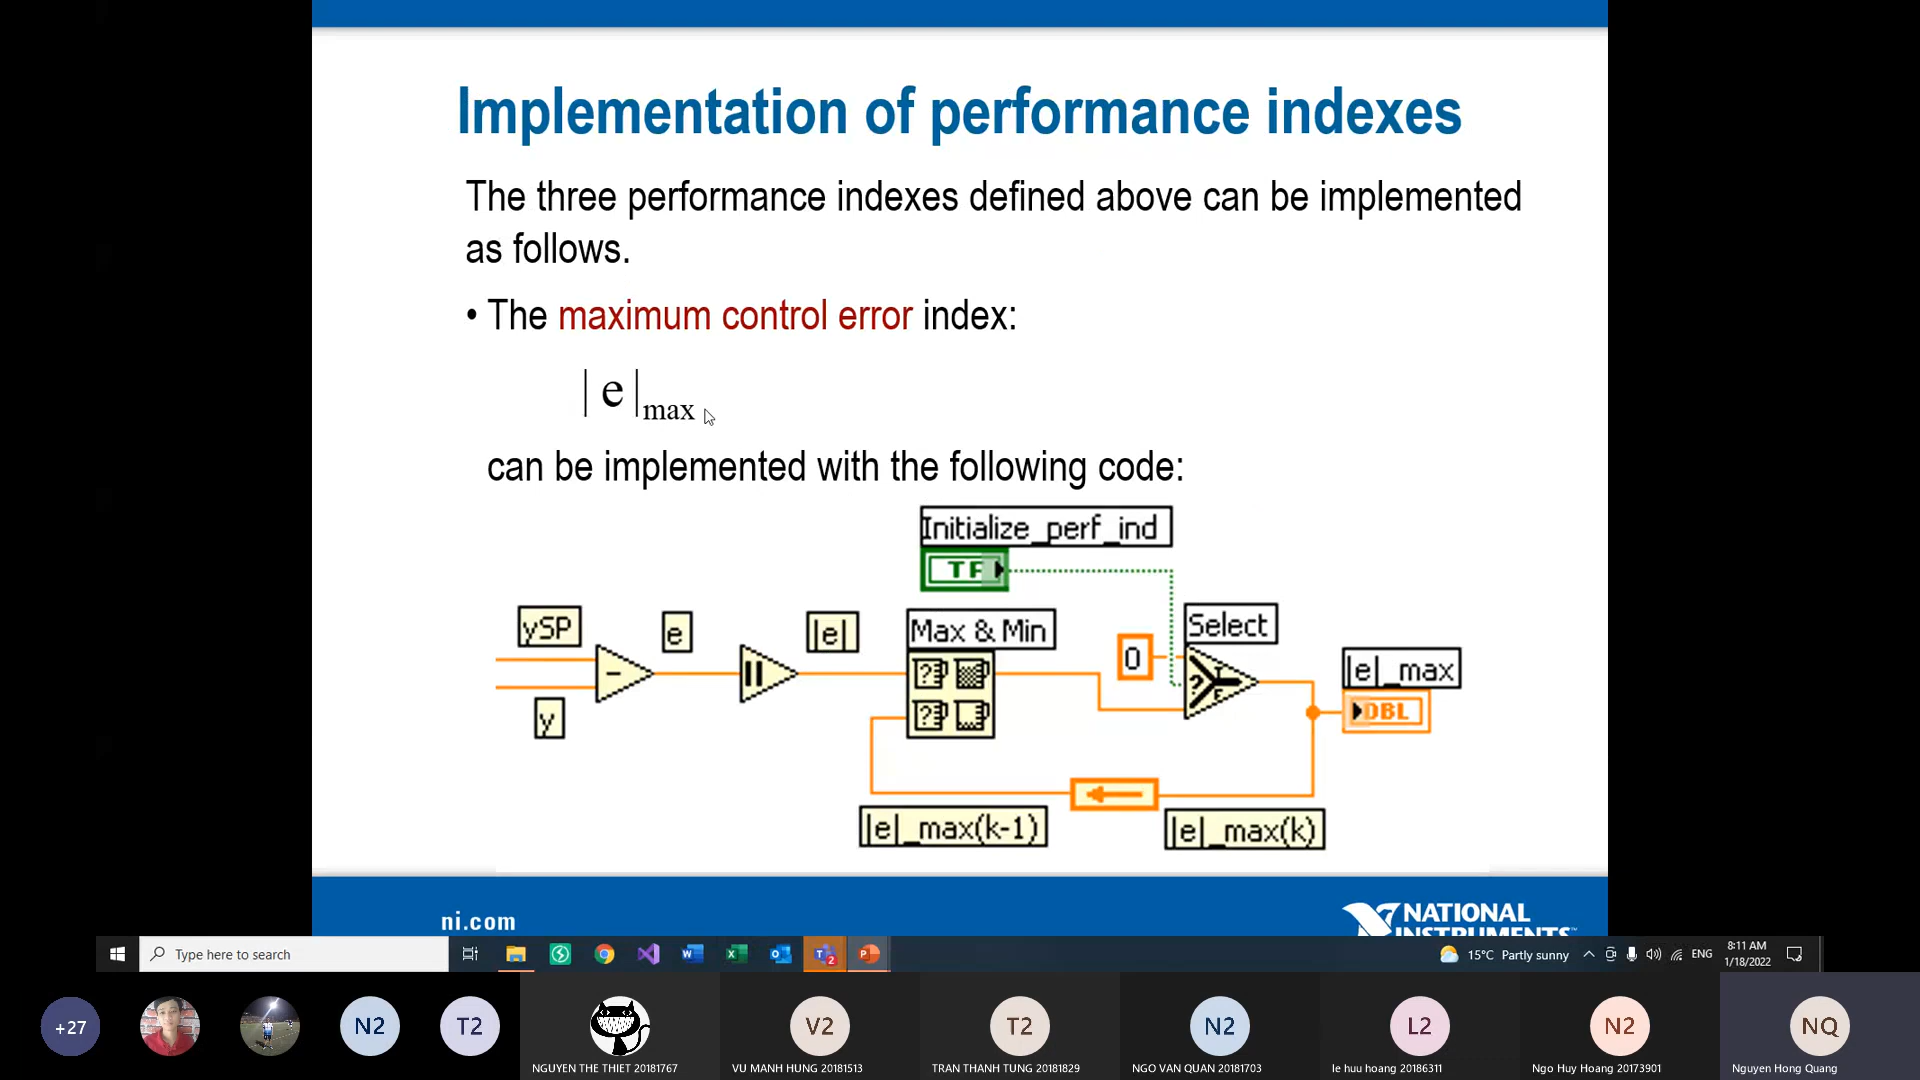 Implementation of performance indexes
The three performance indexes defined above can be implemented
as follows.
• The maximum control error index:
| e |max
can be implemented with the following code:
Initialize_perf_ind
TF
ySP
e
|e|
Max & Min
0
Select
|e|_max
DBL
y
|e|_max(k-1)
|e|_max(k)
ni.com
NATIONAL
INSTRUMENTS™
Type here to search
2
15°C Partly sunny
ENG
8:11 AM
1/18/2022
+27
N2
T2
V2
T2
N2
L2
N2
NQ
NGUYEN THE THIET 20181767
VU MANH HUNG 20181513
TRAN THANH TUNG 20181829
NGO VAN QUAN 20181703
le huu hoang 20186311
Ngo Huy Hoang 20173901
Nguyen Hong Quang